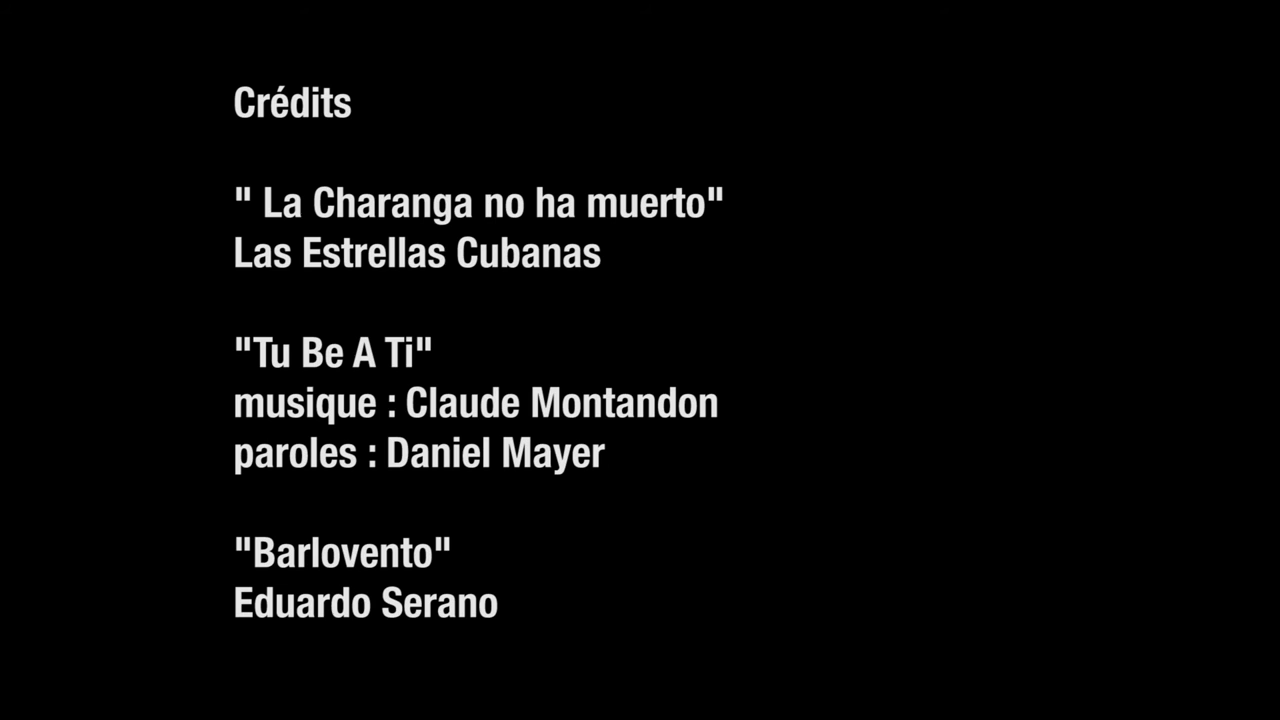 Crédits
" La Charanga no ha muerto"
Las Estrellas Cubanas
"Tu Be A Ti"
musique : Claude Montandon
paroles : Daniel Mayer
"Barlovento"
Eduardo Serano